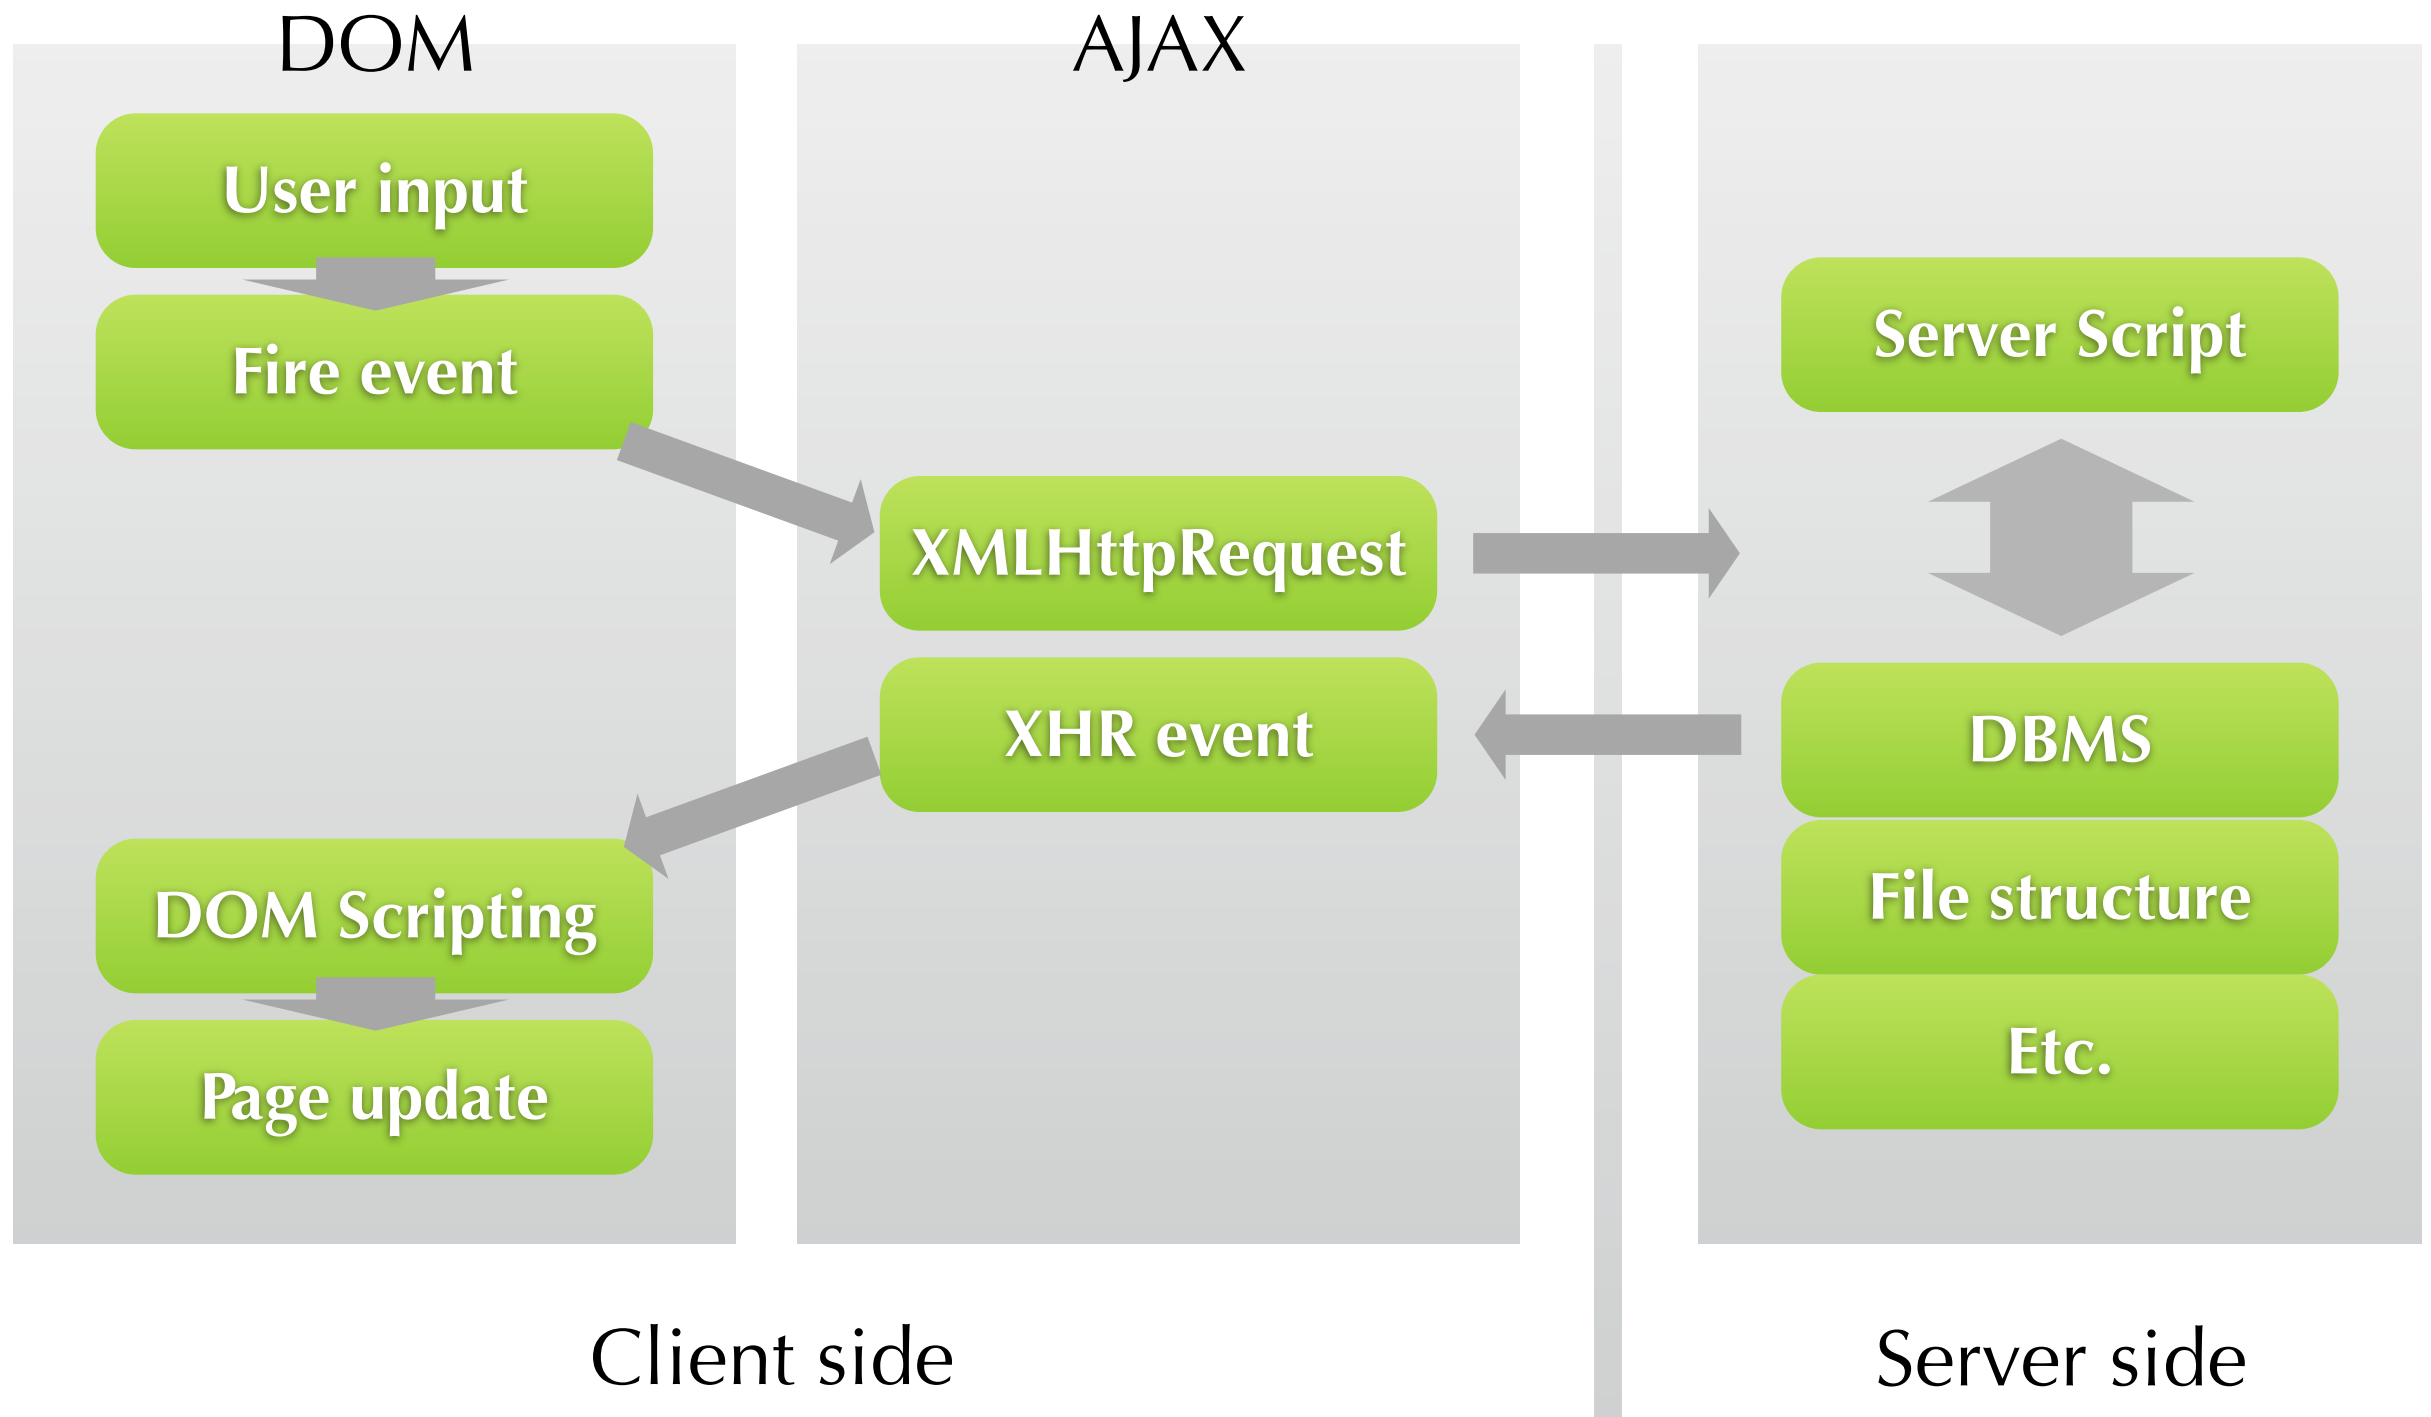 DOM
User input
Fire event
DOM Scripting
Page update
AJAX
XMLHttpRequest
XHR event
Server Script
DBMS
File structure
Etc.
Client side
Server side